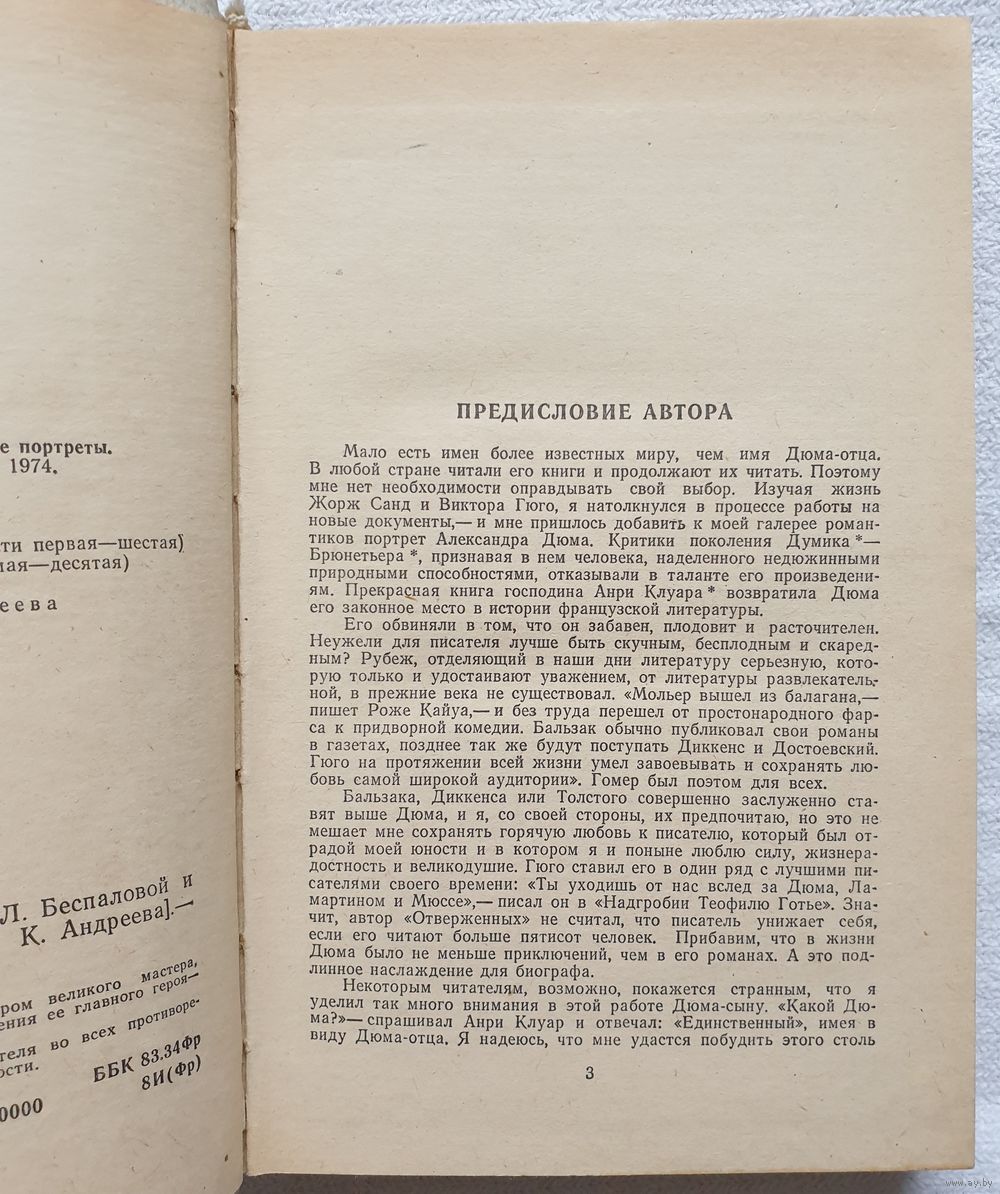 е портреты.
1974.
ти первая—шестая)
мая—десятая)
еева
Л. Беспаловой и
К. Андреева].—
ром великого мастера,
ения ее главного героя—
теля во всех противоре-
ости.
ББК 83.34Фр
8И(Фр)
0000
ПРЕДИСЛОВИЕ АВТОРА
Мало есть имен более известных миру, чем имя Дюма-отца.
В любой стране читали его книги и продолжают их читать. Поэтому
мне нет необходимости оправдывать свой выбор. Изучая жизнь
Жорж Санд и Виктора Гюго, я натолкнулся в процессе работы на
новые документы,— и мне пришлось добавить к моей галерее роман-
тиков портрет Александра Дюма. Критики поколения Думика *—
Брюнетьера *, признавая в нем человека, наделенного недюжинными
природными способностями, отказывали в таланте его произведени-
ям. Прекрасная книга господина Анри Клуара * возвратила Дюма
его законное место в истории французской литературы.
Его обвиняли в том, что он забавен, плодовит и расточителен.
Неужели для писателя лучше быть скучным, бесплодным и скаред-
ным? Рубеж, отделяющий в наши дни литературу серьезную, кото-
рую только и удостаивают уважением, от литературы развлекатель-
ной, в прежние века не существовал. «Мольер вышел из балагана,—
пишет Роже Кайуа,— и без труда перешел от простонародного фар-
са к придворной комедии. Бальзак обычно публиковал свои романы
в газетах, позднее так же будут поступать Диккенс и Достоевский.
Гюго на протяжении всей жизни умел завоевывать и сохранять лю-
бовь самой широкой аудитории». Гомер был поэтом для всех.
Бальзака, Диккенса или Толстого совершенно заслуженно ста-
вят выше Дюма, и я, со своей стороны, их предпочитаю, но это не
мешает мне сохранять горячую любовь к писателю, который был от-
радой моей юности и в котором я и поныне люблю силу, жизнера-
достность и великодушие. Гюго ставил его в один ряд с лучшими пи-
сателями своего времени: «Ты уходишь от нас вслед за Дюма, Ла-
мартином и Мюссе»,— писал он в «Надгробии Теофилю Готье». Зна-
чит, автор «Отверженных» не считал, что писатель унижает себя,
если его читают больше пятисот человек. Прибавим, что в жизни
Дюма было не меньше приключений, чем в его романах. А это под-
линное наслаждение для биографа.
Некоторым читателям, возможно, покажется странным, что я
уделил так много внимания в этой работе Дюма-сыну. «Какой Дю-
ма?»— спрашивал Анри Клуар и отвечал: «Единственный», имея в
виду Дюма-отца. Я надеюсь, что мне удастся побудить этого столь
3
www.ay.by